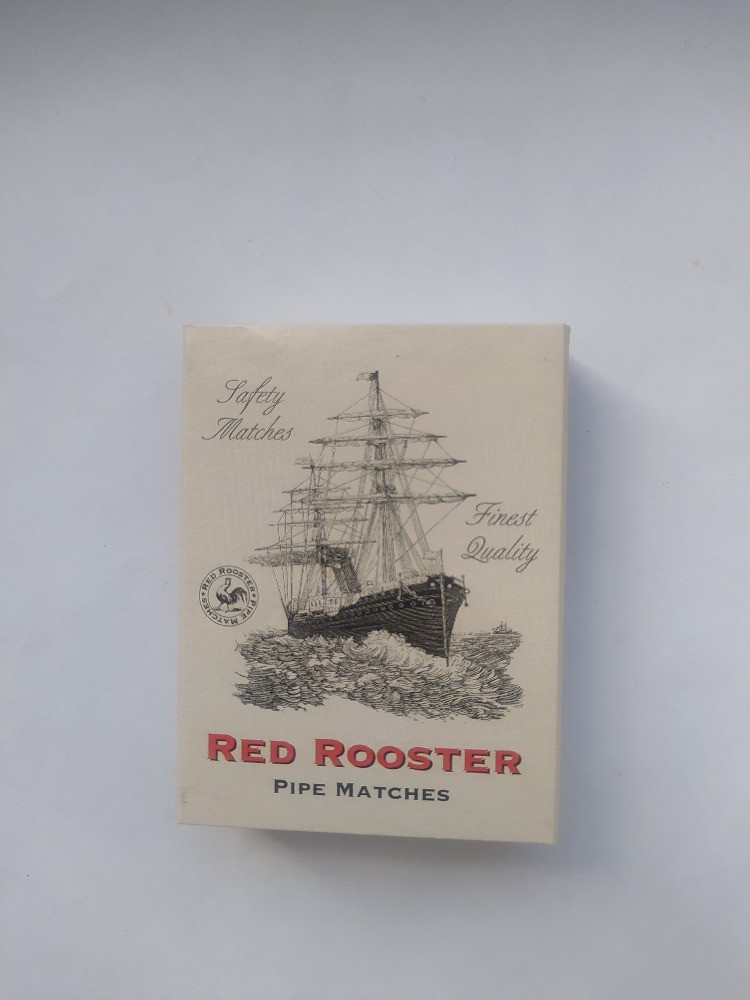 Safety
Matches
Finest
Quality
★ RED ROOSTER ★ PIPE MATCHES
RED ROOSTER
PIPE MATCHES